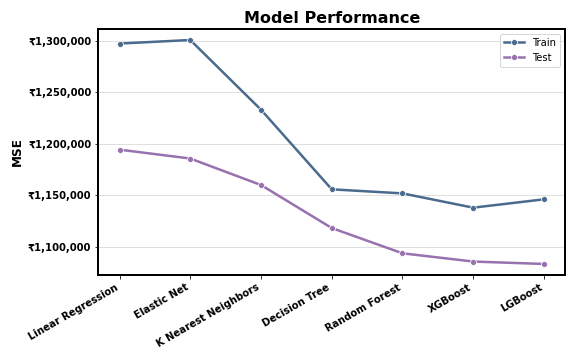 Model Performance
₹1,300,000
₹1,250,000
₹1,200,000
₹1,150,000
₹1,100,000
MSE
Train
Test
Linear Regression
Elastic Net
K Nearest Neighbors
Decision Tree
Random Forest
XGBoost
LGBoost